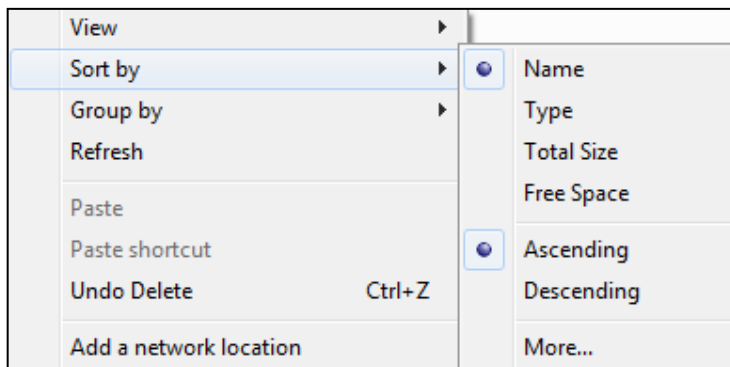 View
Sort by
Group by
Refresh
Paste
Paste shortcut
Undo Delete Ctrl+Z
Add a network location
Name
Type
Total Size
Free Space
Ascending
Descending
More...